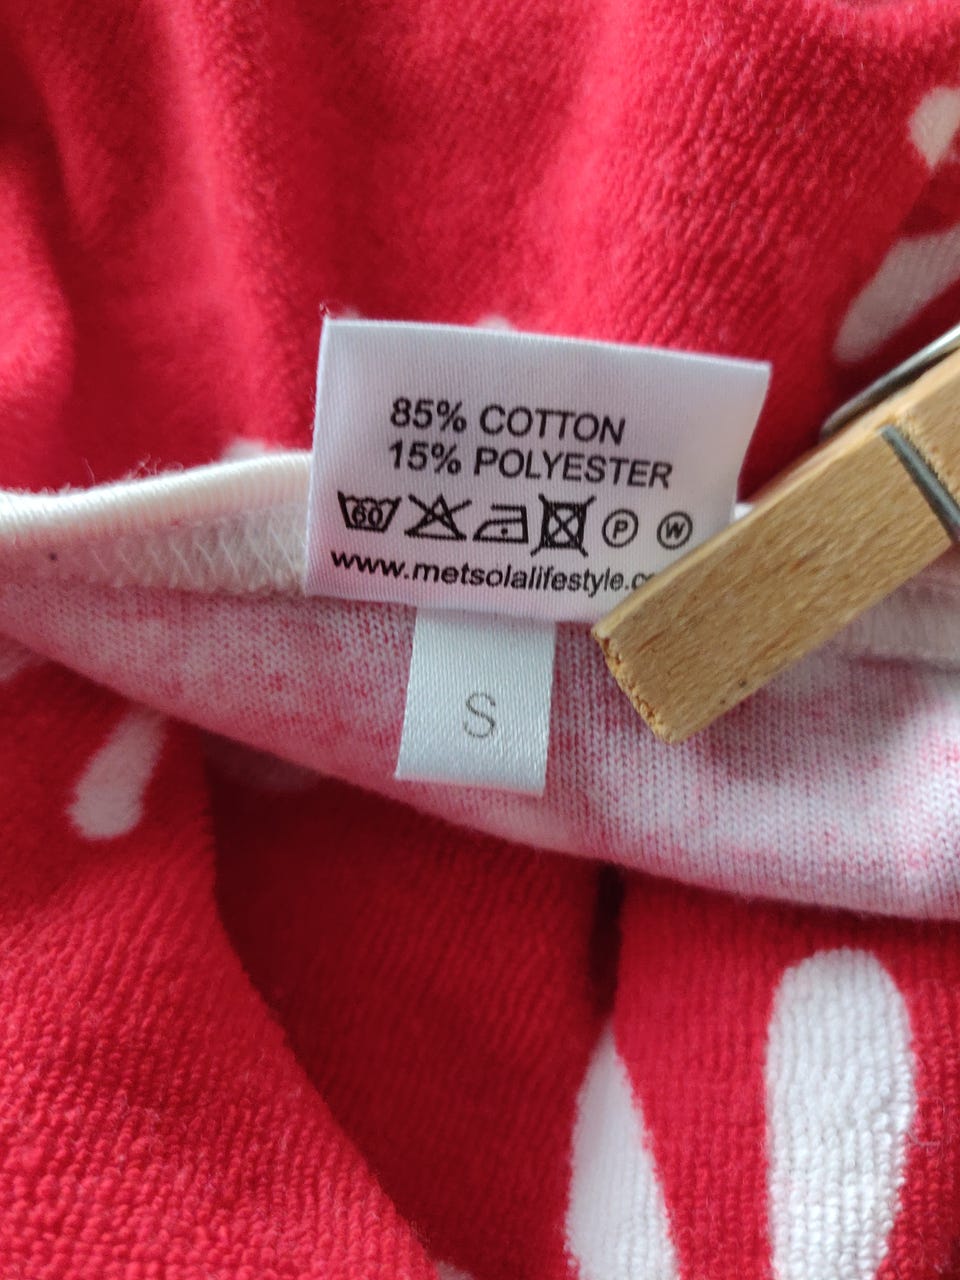 85% COTTON
15% POLYESTER
60 P W
www.metsolalifestyle.c
S